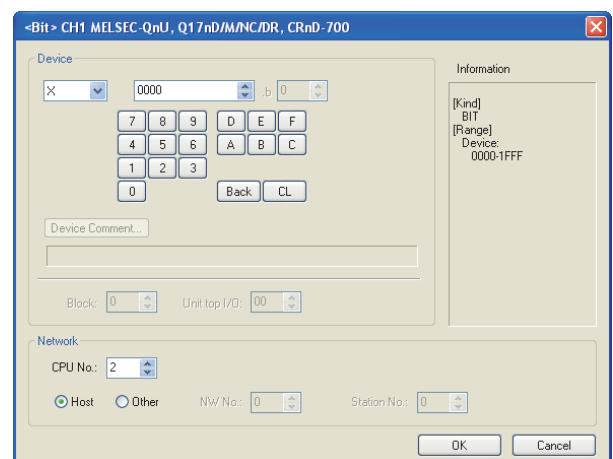 <Bit> CH1 MELSEC-QnU, Q17nD/M/NC/DR, CRnD-700
Device
X 0000 .b 0
7 8 9 D E F
4 5 6 A B C
1 2 3
0 Back CL
Device Comment...
Block: 0 Unit top I/O: 00
Information
[Kind]
BIT
[Range]
Device:
0000-1FFF
Network
CPU No.: 2
Host Other NW No.: 0 Station No.: 0
OK Cancel